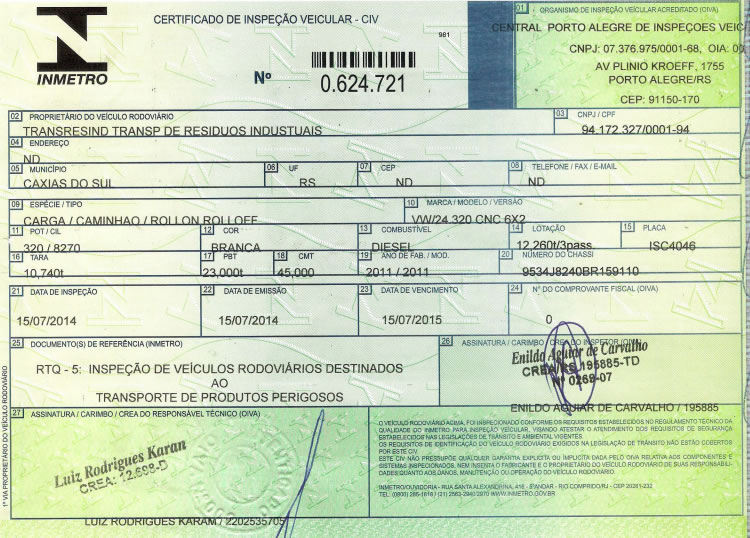 CERTIFICADO DE INSPEÇÃO VEICULAR - CIV
981
INMETRO
Nº 0.624.721
01 ORGANISMO DE INSPEÇÃO VEICULAR ACREDITADO (OIVA)
CENTRAL PORTO ALEGRE DE INSPEÇOES VEIC
CNPJ: 07.376.975/0001-68, OIA: 00
AV PLINIO KROEFF, 1755
PORTO ALEGRE/RS
CEP: 91150-170
02 PROPRIETÁRIO DO VEÍCULO RODOVIÁRIO
TRANSRESIND TRANSP DE RESIDUOS INDUSTUAIS
03 CNPJ / CPF
94.172.327/0001-94
04 ENDEREÇO
ND
05 MUNICÍPIO
CAXIAS DO SUL
06 UF
RS
07 CEP
ND
08 TELEFONE / FAX / E-MAIL
ND
09 ESPÉCIE / TIPO
CARGA / CAMINHAO / ROLLON ROLLOFF
10 MARCA / MODELO / VERSÃO
VW/24.320 CNC 6X2
11 POT / CIL
320 / 8270
12 COR
BRANCA
13 COMBUSTÍVEL
DIESEL
14 LOTAÇÃO
12,260t/3pass.
15 PLACA
ISC4046
16 TARA
10,740t
17 PBT
23,000t
18 CMT
45,000
19 ANO DE FAB. / MOD.
2011 / 2011
20 NÚMERO DO CHASSI
9534J8240BR159110
21 DATA DE INSPEÇÃO
15/07/2014
22 DATA DE EMISSÃO
15/07/2014
23 DATA DE VENCIMENTO
15/07/2015
24 Nº DO COMPROVANTE FISCAL (OIVA)
0
25 DOCUMENTO(S) DE REFERÊNCIA (INMETRO)
RTQ - 5: INSPEÇÃO DE VEÍCULOS RODOVIÁRIOS DESTINADOS
AO
TRANSPORTE DE PRODUTOS PERIGOSOS
26 ASSINATURA / CARIMBO / CREA DO INSPETOR (OIVA)
Enildo Aguiar de Carvalho
CREA/RS 195885-TD
Nº 0269-07
ENILDO AGUIAR DE CARVALHO / 195885
27 ASSINATURA / CARIMBO / CREA DO RESPONSÁVEL TÉCNICO (OIVA)
Luiz Rodrigues Karan
CREA: 12.698-D
LUIZ RODRIGUES KARAM / 2202535705
O VEÍCULO RODOVIÁRIO ACIMA, FOI INSPECIONADO CONFORME OS REQUISITOS ESTABELECIDOS NO REGULAMENTO TÉCNICO DA
QUALIDADE DO INMETRO PARA INSPEÇÃO VEICULAR, VISANDO ATESTAR O ATENDIMENTO DOS REQUISITOS DE SEGURANÇA
ESTABELECIDOS NAS LEGISLAÇÕES DE TRÂNSITO E AMBIENTAL VIGENTES.
OS REQUISITOS DE IDENTIFICAÇÃO DO VEÍCULO RODOVIÁRIO EXIGIDOS NA LEGISLAÇÃO DE TRÂNSITO NÃO ESTÃO COBERTOS
POR ESTE CIV.
ESTE CIV NÃO PRESSUPÕE QUALQUER GARANTIA EXPLÍCITA OU IMPLÍCITA DADA PELO OIVA RELATIVA AOS COMPONENTES E
SISTEMAS INSPECIONADOS, NEM ISENTA O FABRICANTE E O PROPRIETÁRIO DO VEÍCULO RODOVIÁRIO DE SUAS RESPONSABILI-
DADES QUANTO AOS DANOS, MANUTENÇÃO OU OPERAÇÃO DO VEÍCULO RODOVIÁRIO.
INMETRO/OUVIDORIA - RUA SANTA ALEXANDRINA, 416 - 5º ANDAR - RIO COMPRIDO/RJ - CEP 20261-232
WWW.INMETRO.GOV.BR
1ª VIA PROPRIETÁRIO DO VEÍCULO RODOVIÁRIO